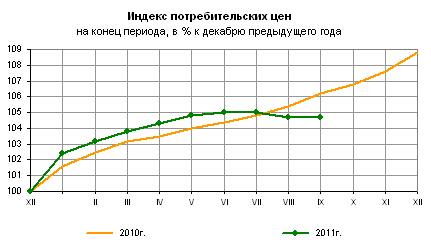 Индекс потребительских цен
на конец периода, в % к декабрю предыдущего года
109
108
107
106
105
104
103
102
101
100
XII I II III IV V VI VII VIII IX X XI XII
2010г. 2011г.